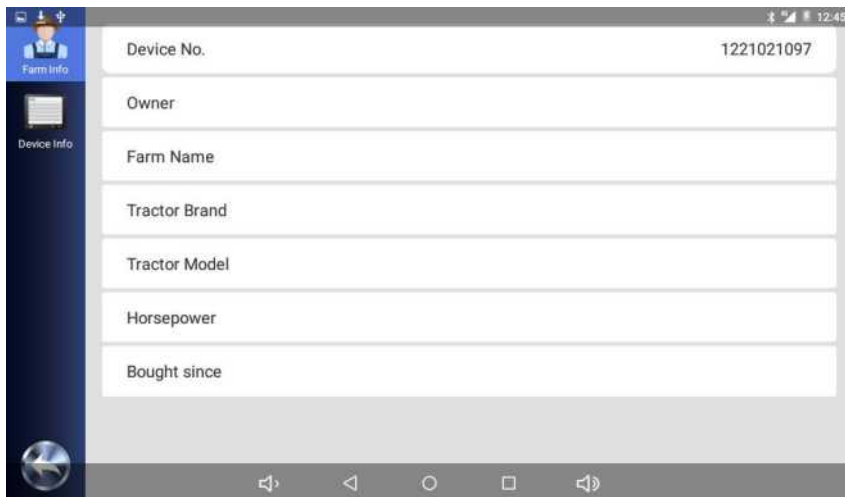 12:45
Farm Info
Device Info
Device No. 1221021097
Owner
Farm Name
Tractor Brand
Tractor Model
Horsepower
Bought since